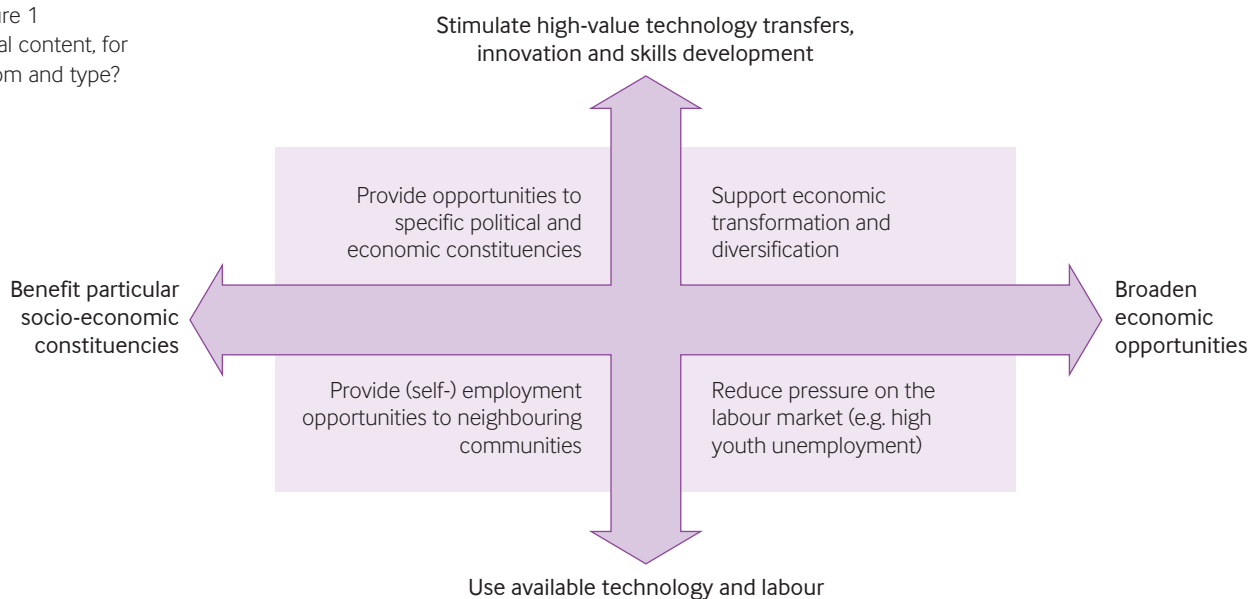 ure 1
al content, for
om and type?
Stimulate high-value technology transfers,
innovation and skills development
Provide opportunities to
specific political and
economic constituencies
Support economic
transformation and
diversification
Benefit particular
socio-economic
constituencies
Broaden
economic
opportunities
Provide (self-) employment
opportunities to neighbouring
communities
Reduce pressure on the
labour market (e.g. high
youth unemployment)
Use available technology and labour